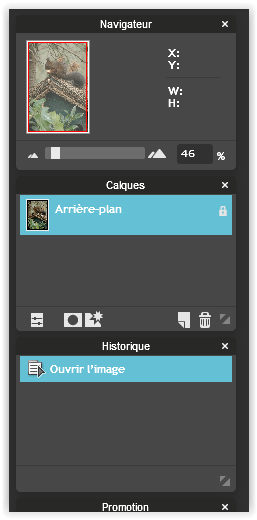 Navigateur ×
X:
Y:
W:
H:
46 %
Calques ×
Arrière-plan
Historique ×
Ouvrir l'image
Promotion ×